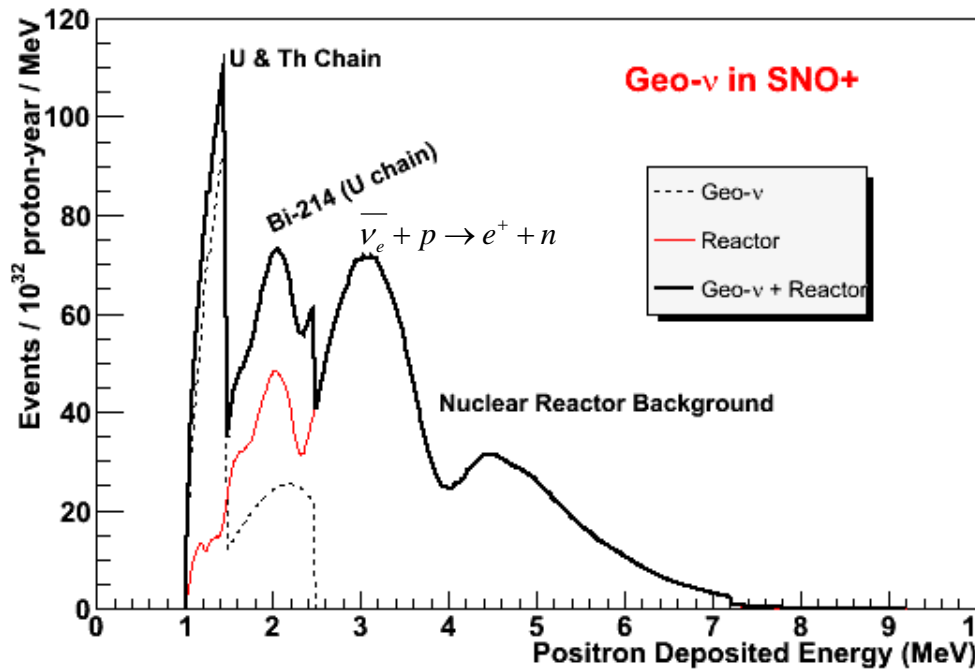 120
100
80
60
40
20
0
Events / 10³² proton-year / MeV
U & Th Chain
Geo-ν in SNO+
Bi-214 (U chain)
ν̅ₑ + p → e⁺ + n
Geo-ν
Reactor
Geo-ν + Reactor
Nuclear Reactor Background
0 1 2 3 4 5 6 7 8 9 1
Positron Deposited Energy (MeV)